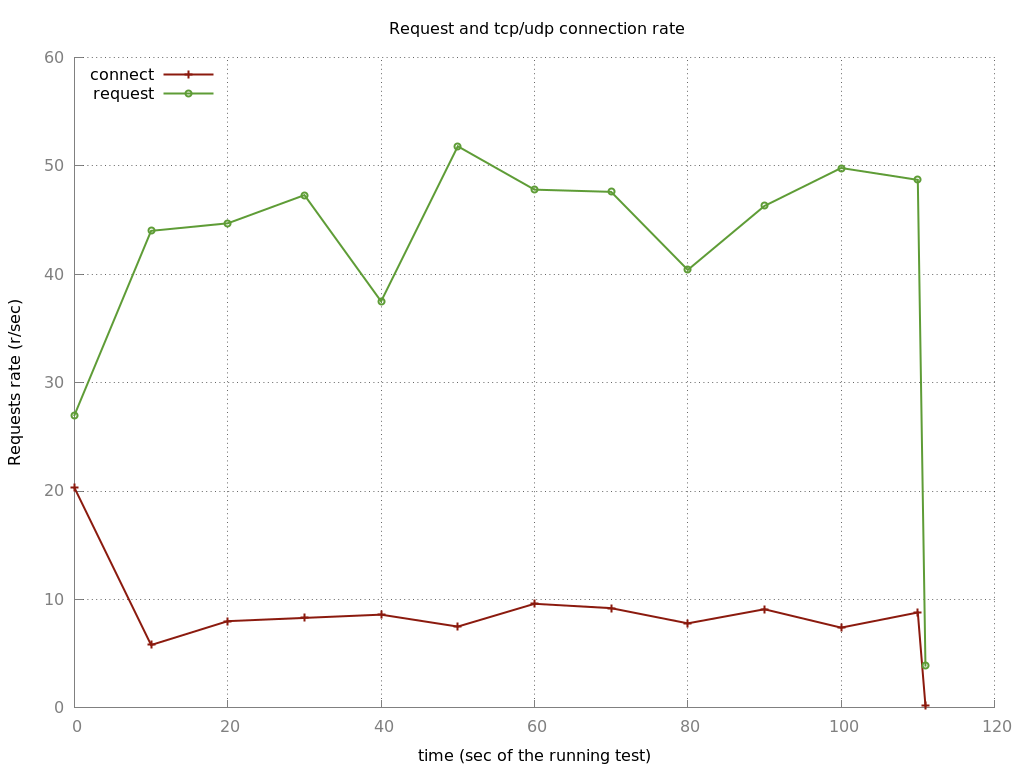 Request and tcp/udp connection rate
60
connect
request
50
40
30
20
10
0
Requests rate (r/sec)
0 20 40 60 80 100 120
time (sec of the running test)